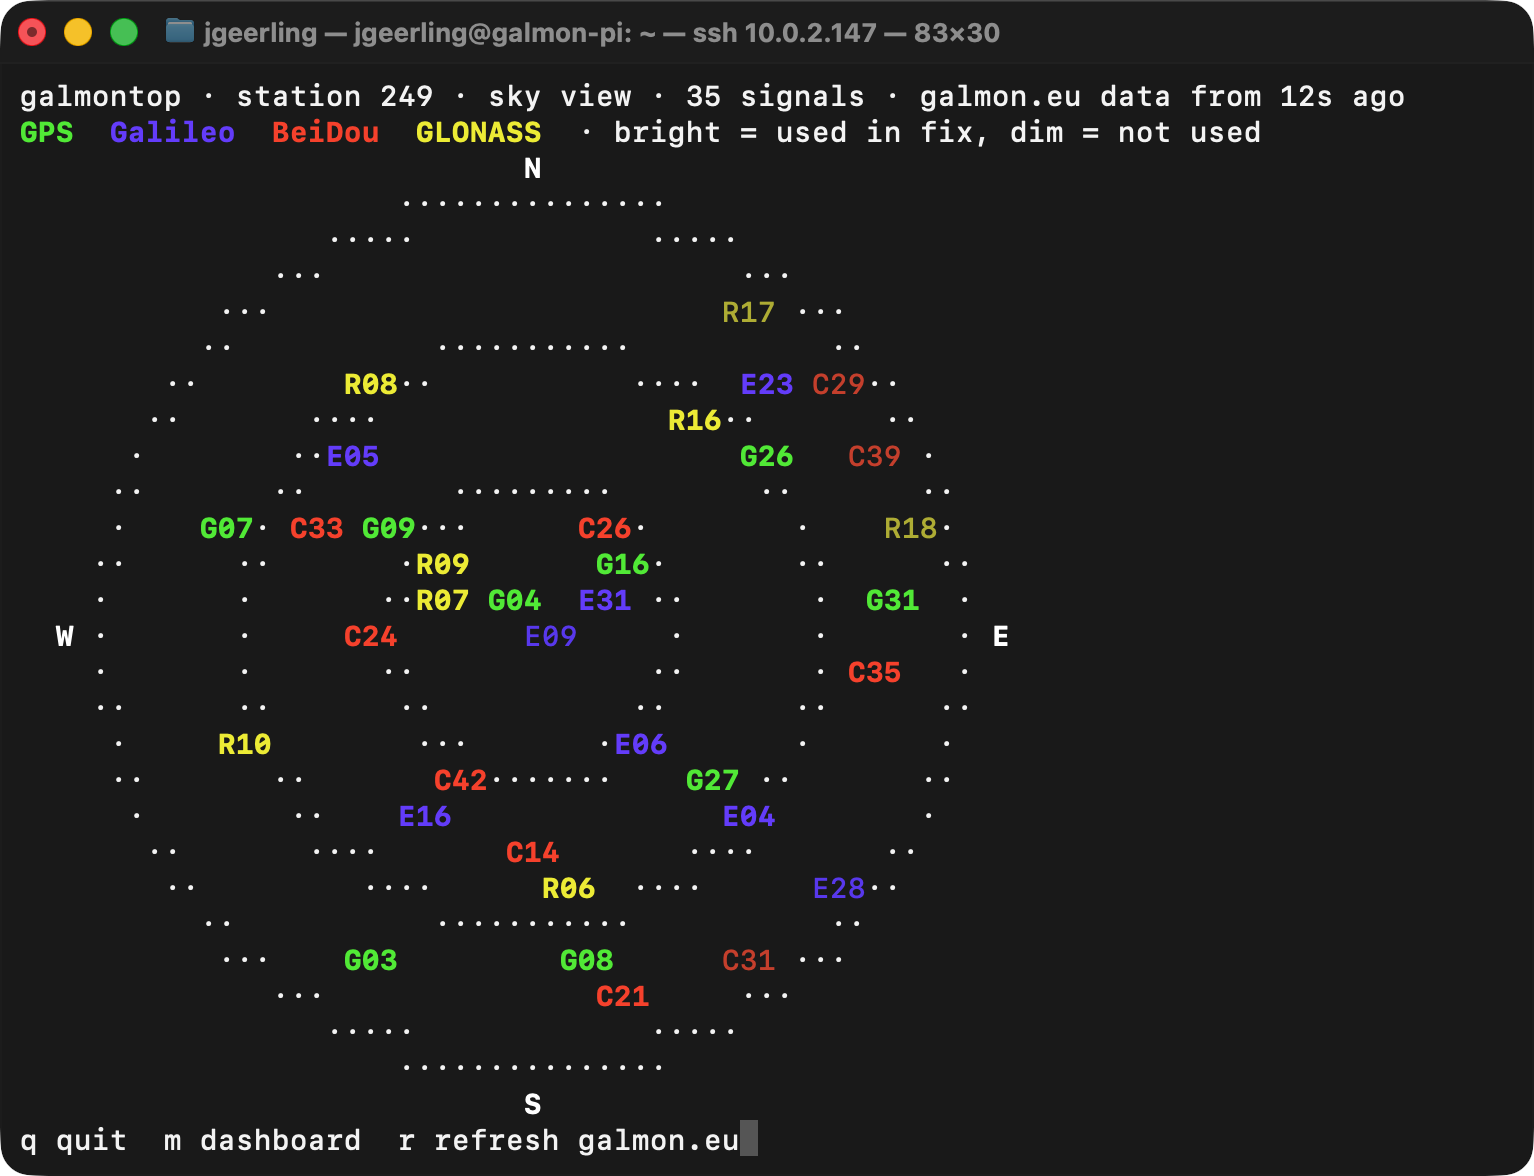 jgeerling — jgeerling@galmon-pi: ~ — ssh 10.0.2.147 — 83×30
galmontop · station 249 · sky view · 35 signals · galmon.eu data from 12s ago
GPS Galileo BeiDou GLONASS · bright = used in fix, dim = not used
N
R17
R08 E23 C29
R16
E05 G26 C39
G07 C33 G09 C26 R18
R09 G16
R07 G04 E31 G31
W C24 E09 E
C35
R10 E06
C42 G27
E16 E04
C14
R06 E28
G03 G08 C31
C21
S
q quit m dashboard r refresh galmon.eu